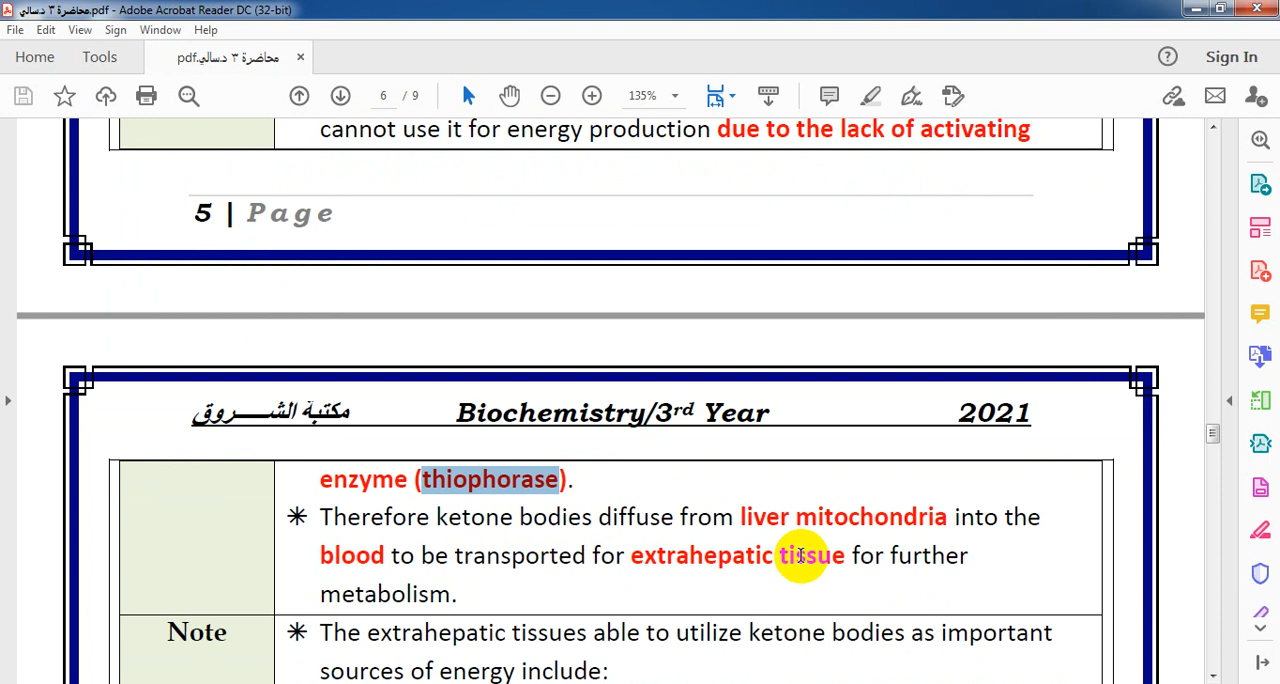 محاضرة ٣ د.سالي.pdf - Adobe Acrobat Reader DC (32-bit)
File Edit View Sign Window Help
Home Tools محاضرة ٣ د.سالي.pdf × Sign In
6 / 9 135%
cannot use it for energy production due to the lack of activating
5 | Page
مكتبة الشـــــروق Biochemistry/3rd Year 2021
enzyme (thiophorase).
✳ Therefore ketone bodies diffuse from liver mitochondria into the
blood to be transported for extrahepatic tissue for further
metabolism.
Note ✳ The extrahepatic tissues able to utilize ketone bodies as important
sources of energy include: